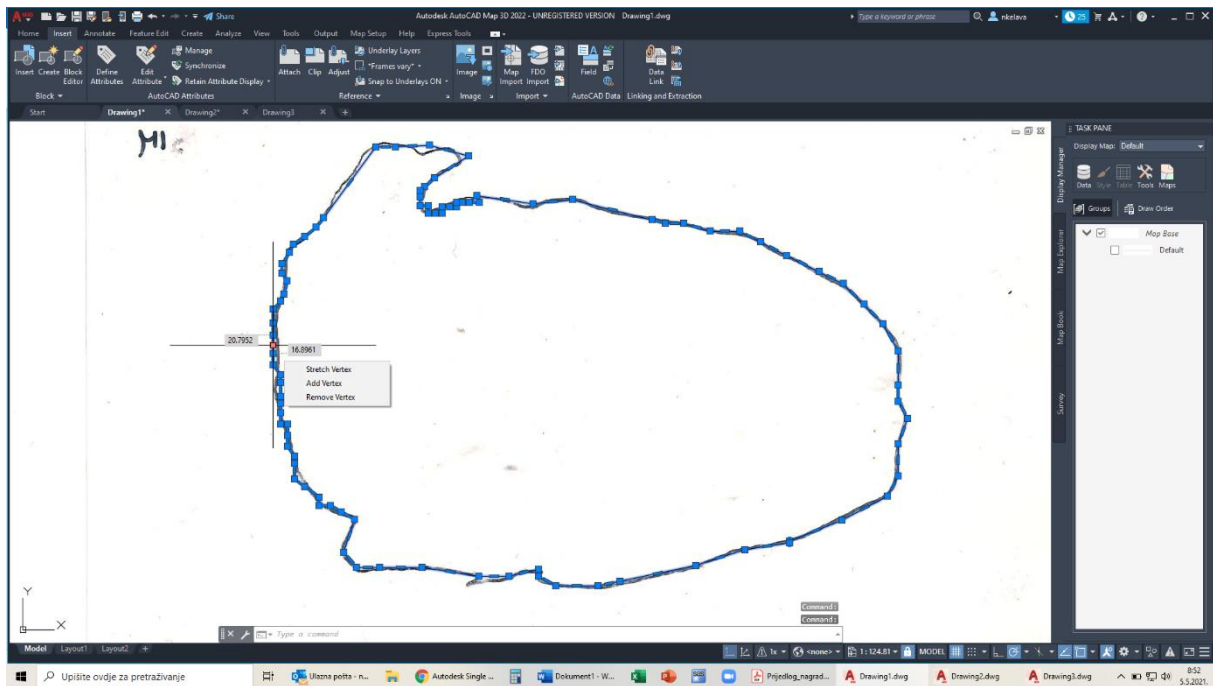 Share
Autodesk AutoCAD Map 3D 2022 - UNREGISTERED VERSION Drawing1.dwg
Type a keyword or phrase
nkelava
25
Home Insert Annotate Feature Edit Create Analyze View Tools Output Map Setup Help Express Tools
Insert
Create Block
Editor
Define
Attributes
Edit
Attribute
Manage
Synchronize
Retain Attribute Display
Attach
Clip
Adjust
Underlay Layers
*Frames vary*
Snap to Underlays ON
Image
Map
Import
FDO
Import
Field
Data
Link
Block
AutoCAD Attributes
Reference
Image
Import
AutoCAD Data
Linking and Extraction
Start Drawing1* Drawing2* Drawing3
TASK PANE
Display Map: Default
Data Style Table Tools Maps
Groups Draw Order
Map Base
Default
Display Manager
Map Explorer
Map Book
Survey
20.7952
16.8961
Stretch Vertex
Add Vertex
Remove Vertex
Y
X
Command:
Command:
Type a command
Model Layout1 Layout2 +
1x <none> 1:124.81 MODEL
Upišite ovdje za pretraživanje
Ulazna pošta - n...
Autodesk Single ...
Dokument1 - W...
Prijedlog_nagrad...
Drawing1.dwg
Drawing2.dwg
Drawing3.dwg
8:52
5.5.2021.